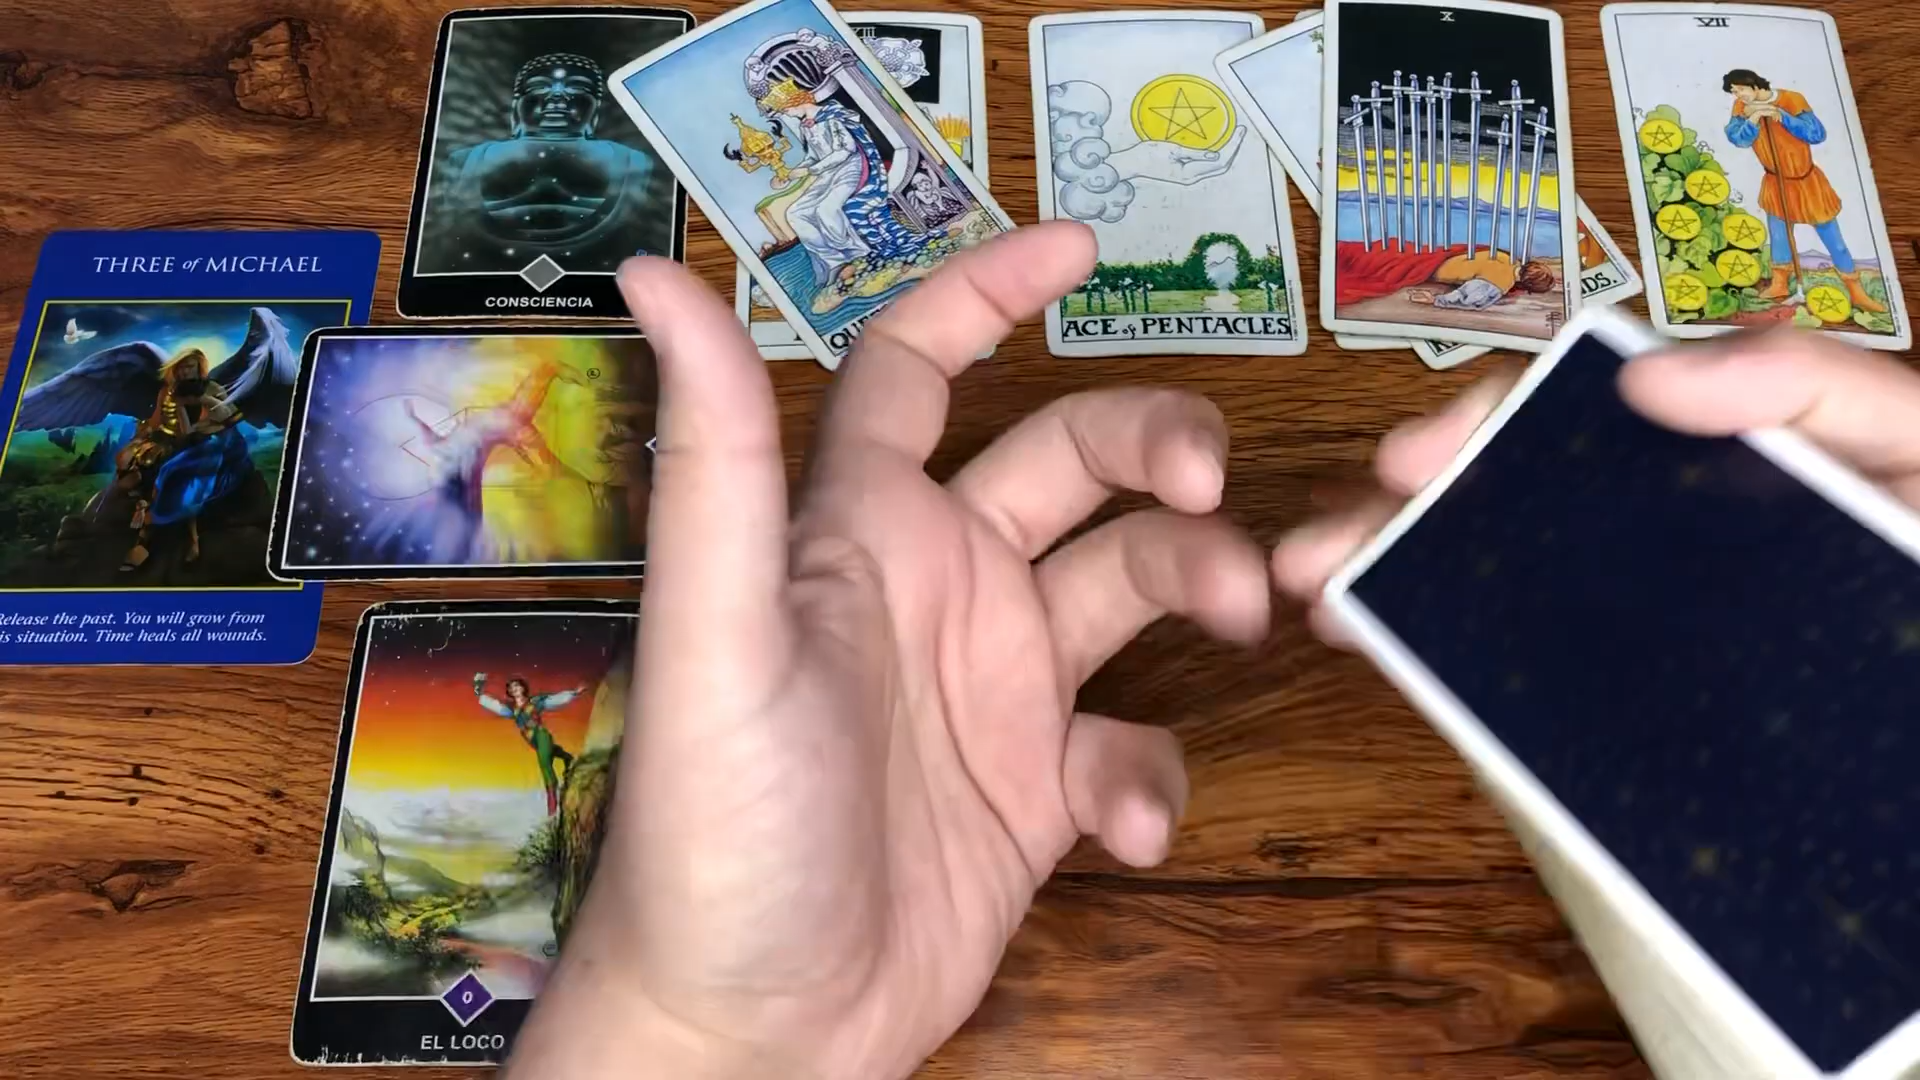 X
VII
THREE of MICHAEL
CONSCIENCIA
ACE of PENTACLES
Release the past. You will grow from
is situation. Time heals all wounds.
0
EL LOCO